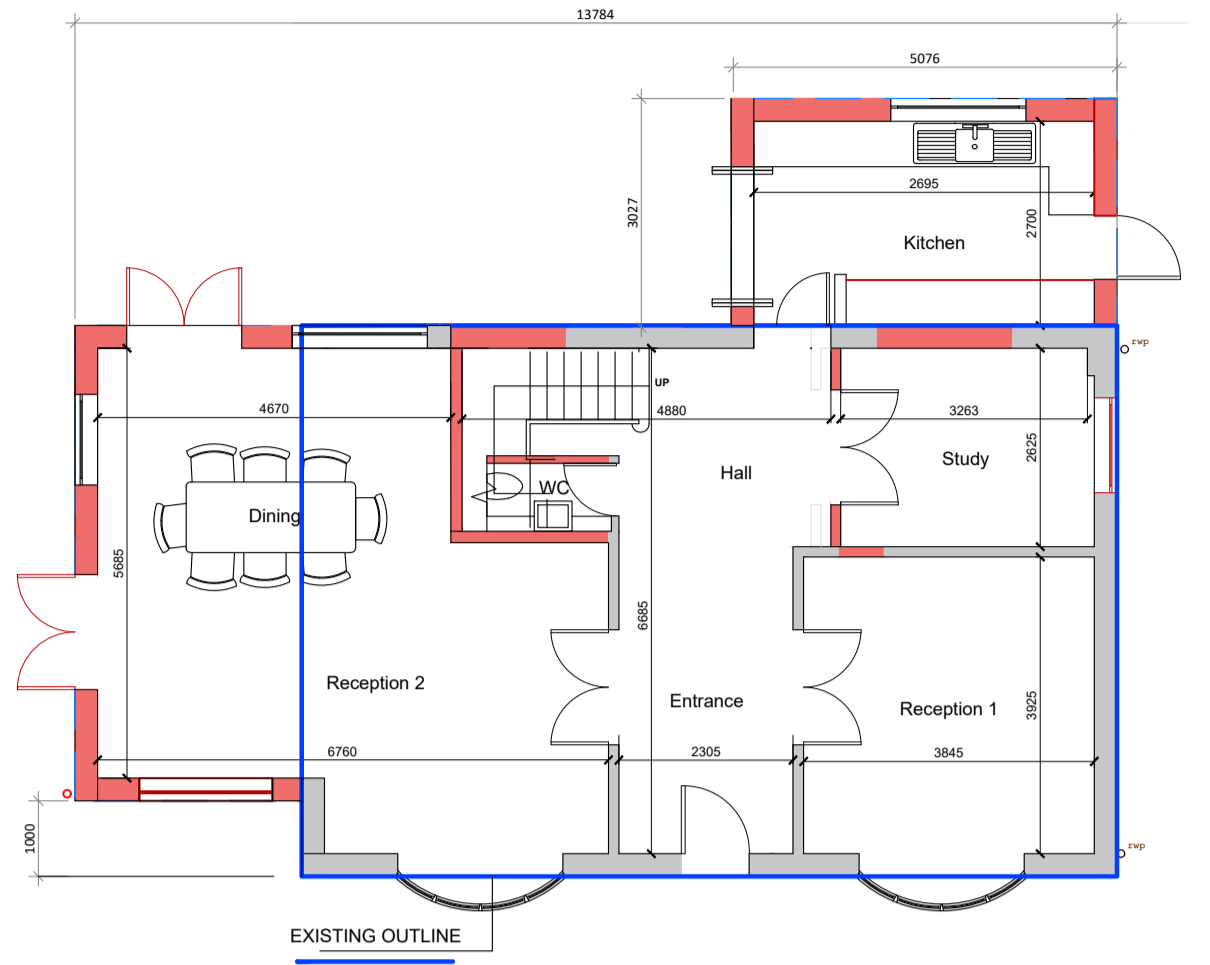 13784
5076
3027
2695
2700
Kitchen
rwp
UP
4670
4880
3263
2625
Hall
Study
WC
Dining
5685
6685
Reception 2
Entrance
Reception 1
3925
6760
2305
3845
1000
rwp
EXISTING OUTLINE